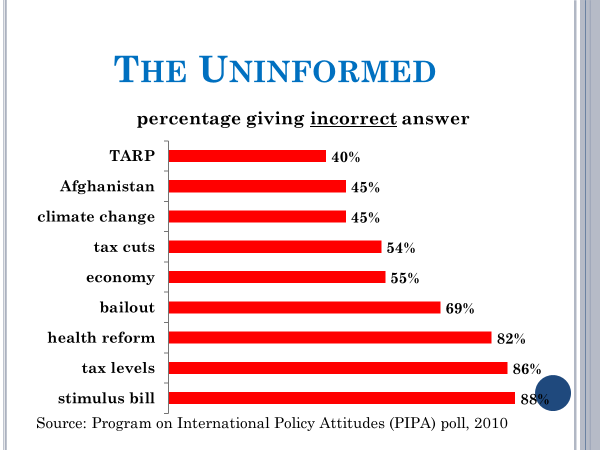 THE UNINFORMED
percentage giving incorrect answer
TARP 40%
Afghanistan 45%
climate change 45%
tax cuts 54%
economy 55%
bailout 69%
health reform 82%
tax levels 86%
stimulus bill 88%
Source: Program on International Policy Attitudes (PIPA) poll, 2010